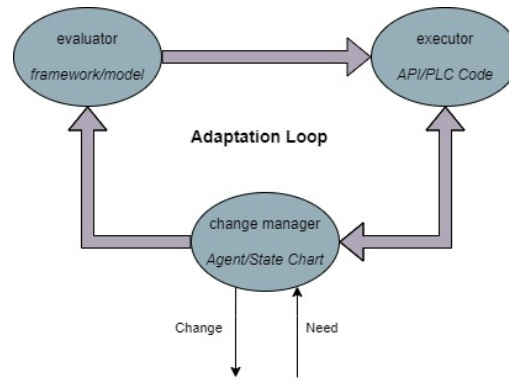 evaluator
framework/model
executor
API/PLC Code
Adaptation Loop
change manager
Agent/State Chart
Change
Need